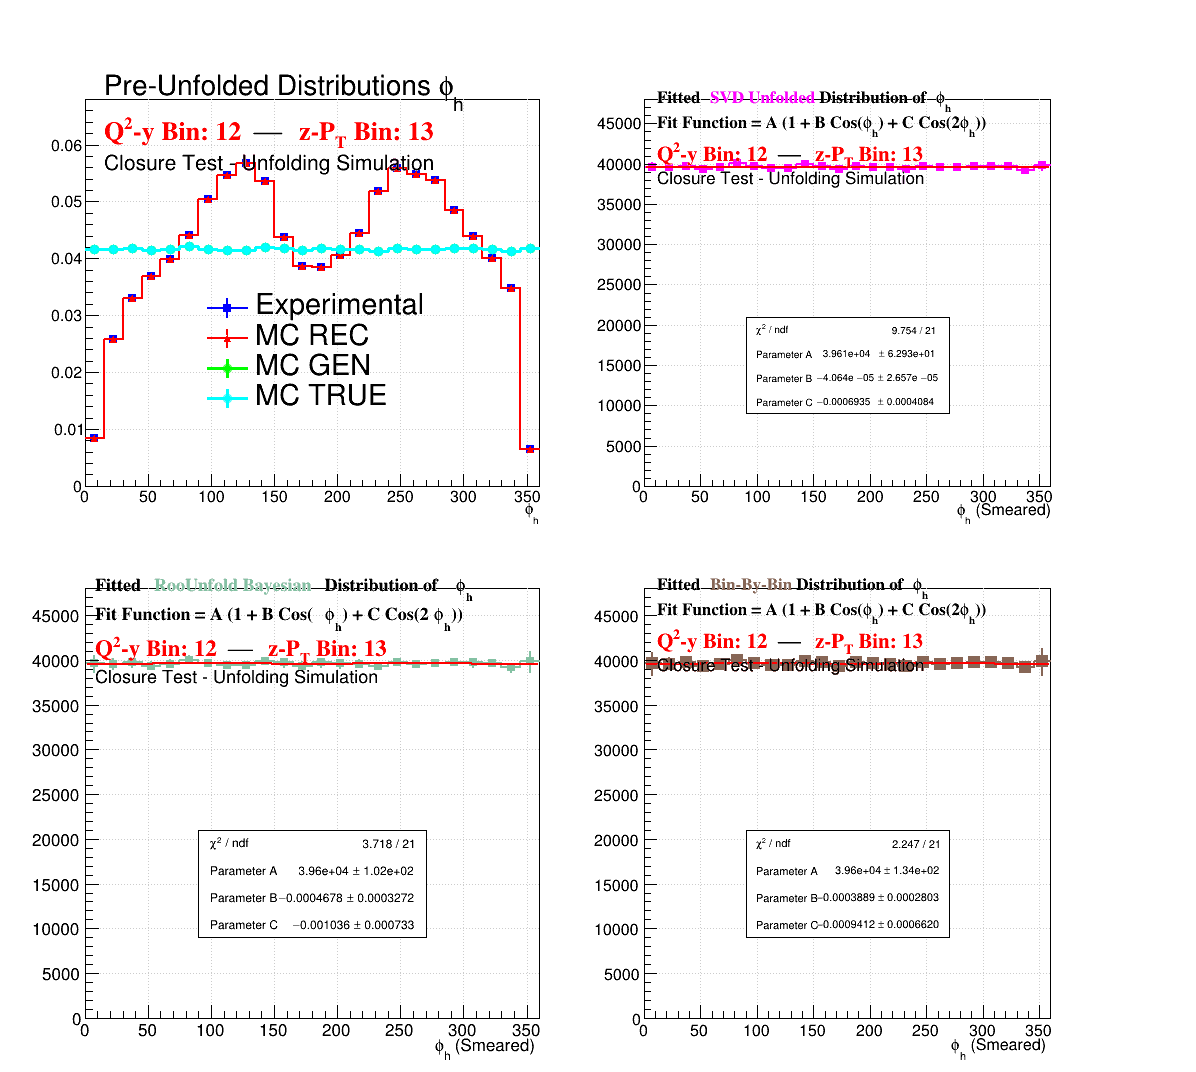 Pre-Unfolded Distributions ϕh
Q²-y Bin: 12 — z-PT Bin: 13
Closure Test - Unfolding Simulation
0.06
0.05
0.04
0.03
0.02
0.01
0
Experimental
MC REC
MC GEN
MC TRUE
0 50 100 150 200 250 300 350
ϕh
Fitted SVD Unfolded Distribution of ϕh
Fit Function = A (1 + B Cos(ϕh) + C Cos(2ϕh))
Q²-y Bin: 12 — z-PT Bin: 13
Closure Test - Unfolding Simulation
45000
40000
35000
30000
25000
20000
15000
10000
5000
0
χ² / ndf 9.754 / 21
Parameter A 3.961e+04 ± 6.293e+01
Parameter B −4.064e −05 ± 2.657e −05
Parameter C −0.0006935 ± 0.0004084
0 50 100 150 200 250 300 350
ϕh (Smeared)
Fitted RooUnfold Bayesian Distribution of ϕh
Fit Function = A (1 + B Cos( ϕh) + C Cos(2 ϕh))
Q²-y Bin: 12 — z-PT Bin: 13
Closure Test - Unfolding Simulation
45000
40000
35000
30000
25000
20000
15000
10000
5000
0
χ² / ndf 3.718 / 21
Parameter A 3.96e+04 ± 1.02e+02
Parameter B −0.0004678 ± 0.0003272
Parameter C −0.001036 ± 0.000733
0 50 100 150 200 250 300 350
ϕh (Smeared)
Fitted Bin-By-Bin Distribution of ϕh
Fit Function = A (1 + B Cos(ϕh) + C Cos(2ϕh))
Q²-y Bin: 12 — z-PT Bin: 13
Closure Test - Unfolding Simulation
45000
40000
35000
30000
25000
20000
15000
10000
5000
0
χ² / ndf 2.247 / 21
Parameter A 3.96e+04 ± 1.34e+02
Parameter B −0.0003889 ± 0.0002803
Parameter C −0.0009412 ± 0.0006620
0 50 100 150 200 250 300 350
ϕh (Smeared)